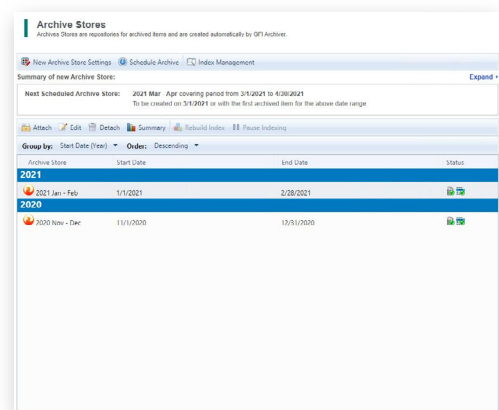 Archive Stores
Archives Stores are repositories for archived items and are created automatically by GFI Archiver.
New Archive Store Settings Schedule Archive Index Management
Summary of new Archive Store: Expand
Next Scheduled Archive Store: 2021 Mar - Apr covering period from 3/1/2021 to 4/30/2021
To be created on 3/1/2021 or with the first archived item for the above date range
Attach Edit Detach Summary Rebuild Index Pause Indexing
Group by: Start Date (Year) Order: Descending
Archive Store Start Date End Date Status
2021
2021 Jan - Feb 1/1/2021 2/28/2021
2020
2020 Nov - Dec 11/1/2020 12/31/2020